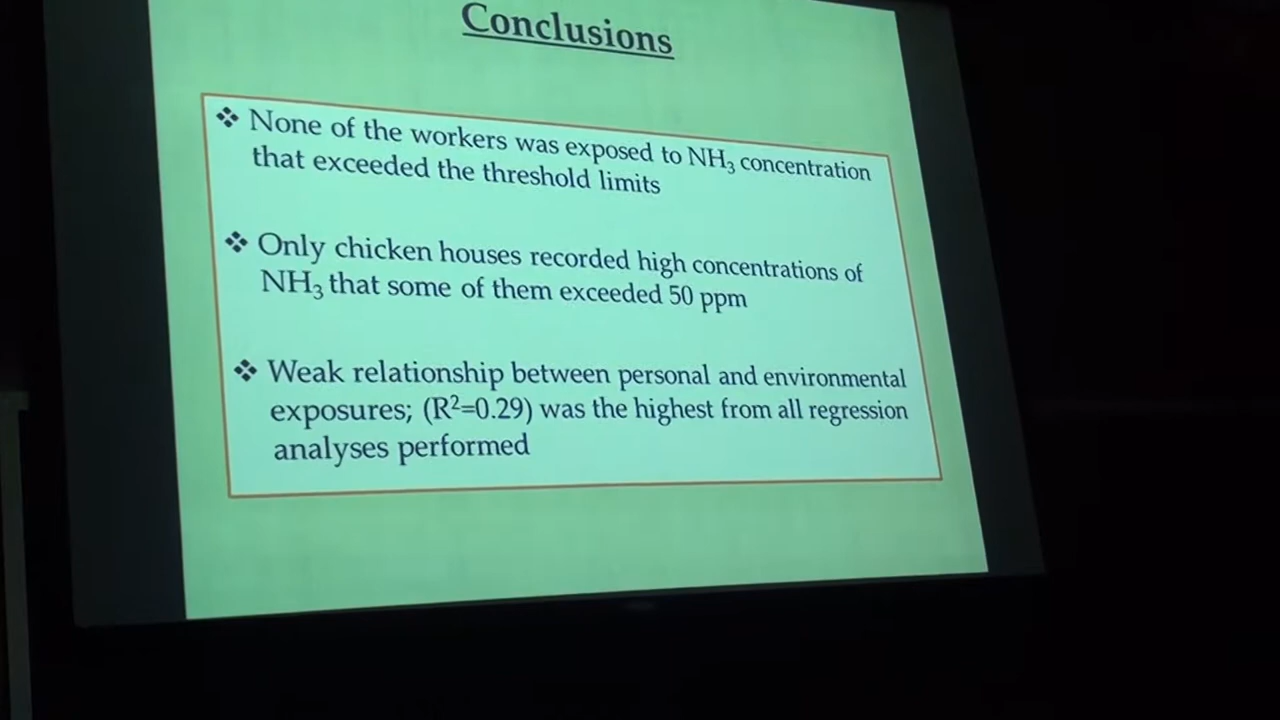 Conclusions
❖ None of the workers was exposed to NH₃ concentration
that exceeded the threshold limits
❖ Only chicken houses recorded high concentrations of
NH₃ that some of them exceeded 50 ppm
❖ Weak relationship between personal and environmental
exposures; (R²=0.29) was the highest from all regression
analyses performed